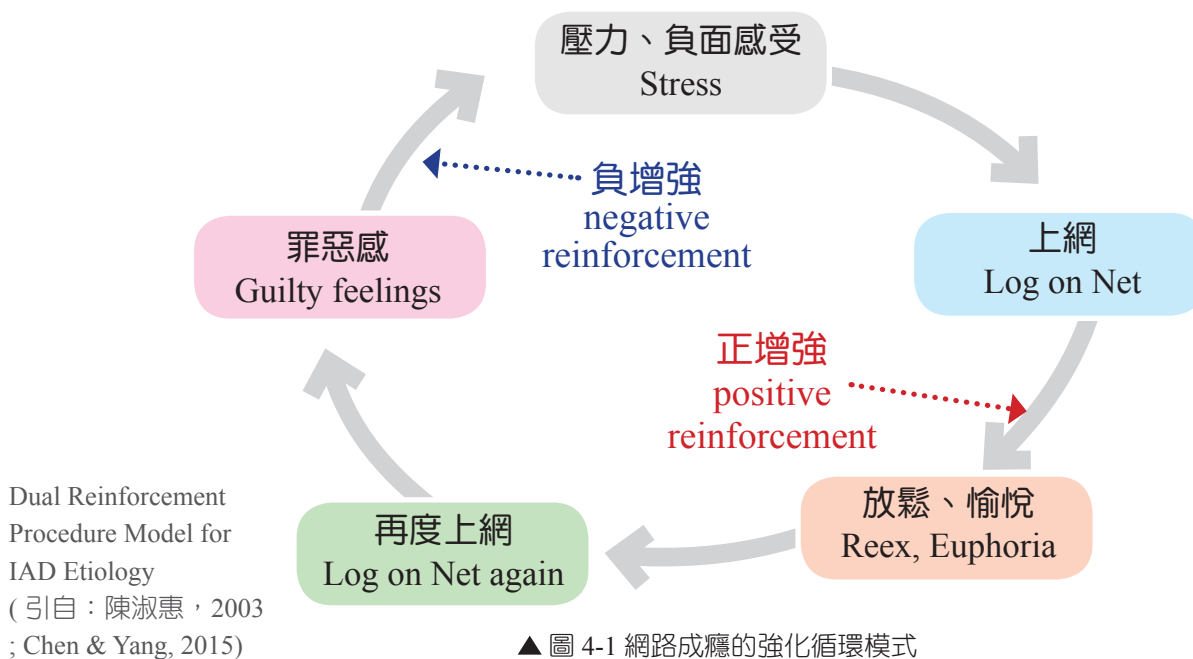 壓力、負面感受
Stress
負增強
negative
reinforcement
罪惡感
Guilty feelings
上網
Log on Net
正增強
positive
reinforcement
放鬆、愉悅
Reex, Euphoria
再度上網
Log on Net again
Dual Reinforcement
Procedure Model for
IAD Etiology
( 引自：陳淑惠，2003
; Chen & Yang, 2015)
▲ 圖 4-1 網路成癮的強化循環模式